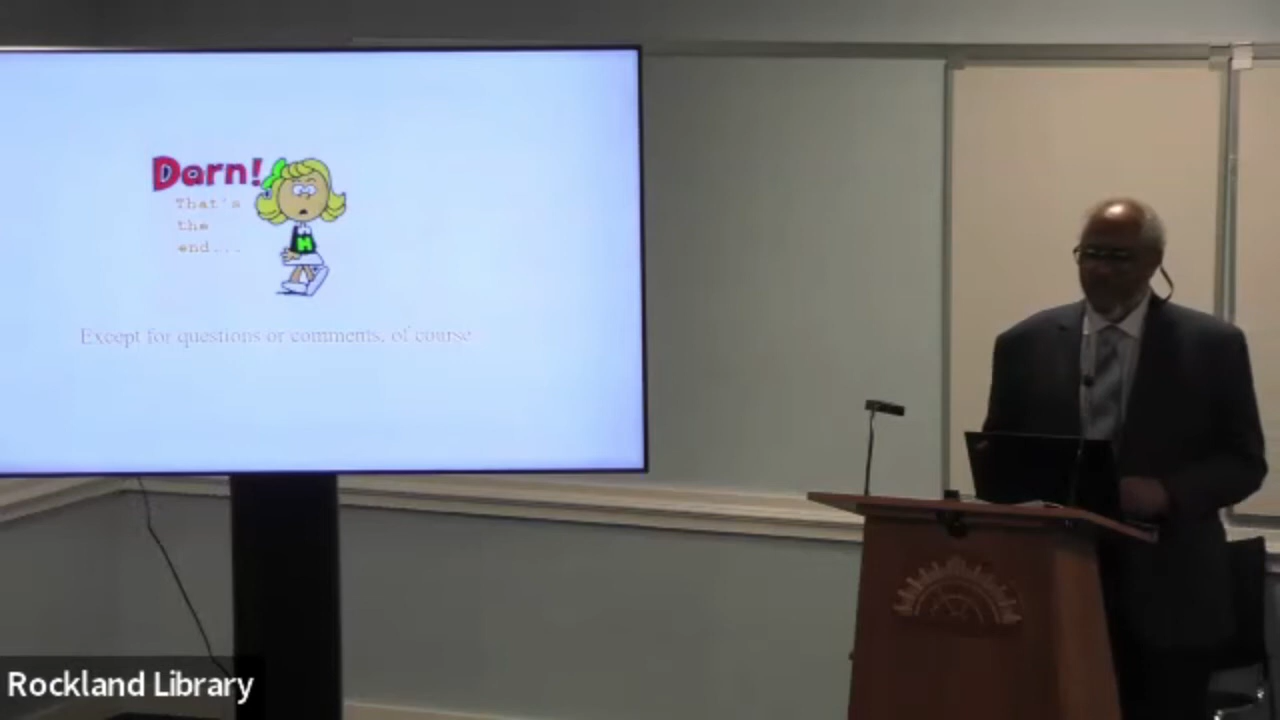 Darn!
That's
the
end...
M
Except for questions or comments, of course
Rockland Library